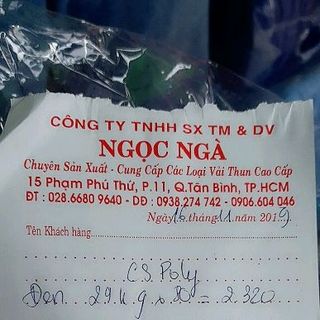 CÔNG TY TNHH SX TM & DV
NGỌC NGÀ
Chuyên Sản Xuất - Cung Cấp Các Loại Vải Thun Cao Cấp
15 Phạm Phú Thứ, P.11, Q.Tân Bình, TP.HCM
ĐT : 028.6680 9640 - DĐ : 0938 274 742 - 0906 604 046
Ngày 16 tháng 11 năm 2019
Tên Khách hàng
CS. Poly
Đen 29 kg x 80 = 2.320